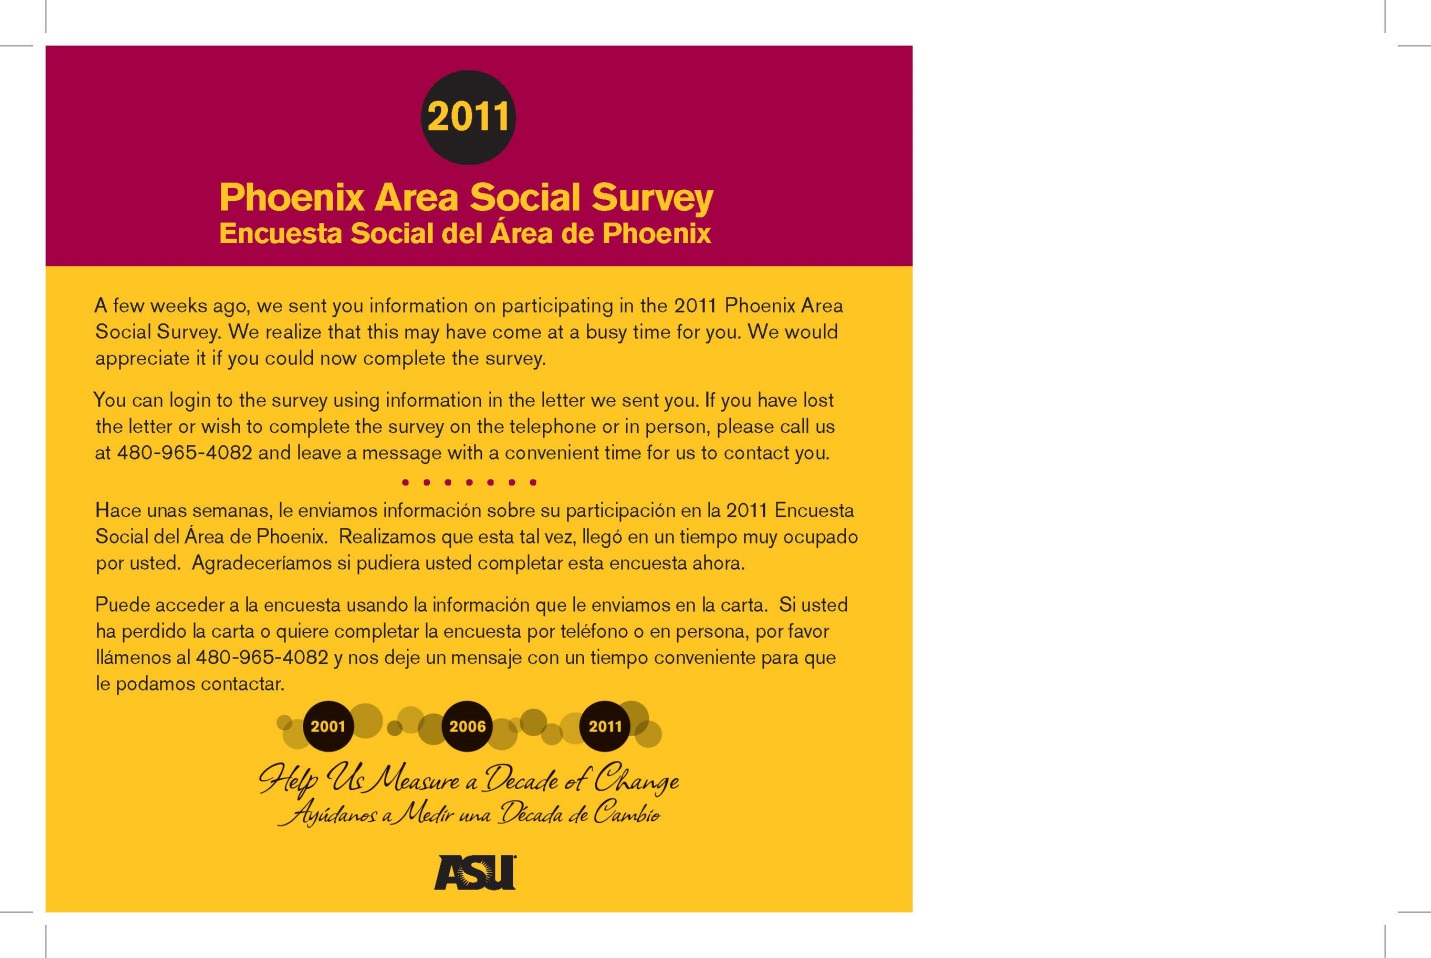 2011
Phoenix Area Social Survey
Encuesta Social del Área de Phoenix
A few weeks ago, we sent you information on participating in the 2011 Phoenix Area
Social Survey. We realize that this may have come at a busy time for you. We would
appreciate it if you could now complete the survey.
You can login to the survey using information in the letter we sent you. If you have lost
the letter or wish to complete the survey on the telephone or in person, please call us
at 480-965-4082 and leave a message with a convenient time for us to contact you.
Hace unas semanas, le enviamos información sobre su participación en la 2011 Encuesta
Social del Área de Phoenix.  Realizamos que esta tal vez, llegó en un tiempo muy ocupado
por usted.  Agradeceríamos si pudiera usted completar esta encuesta ahora.
Puede acceder a la encuesta usando la información que le enviamos en la carta.  Si usted
ha perdido la carta o quiere completar la encuesta por teléfono o en persona, por favor
llámenos al 480-965-4082 y nos deje un mensaje con un tiempo conveniente para que
le podamos contactar.
2001 2006 2011
Help Us Measure a Decade of Change
Ayúdanos a Medir una Década de Cambio
ASU